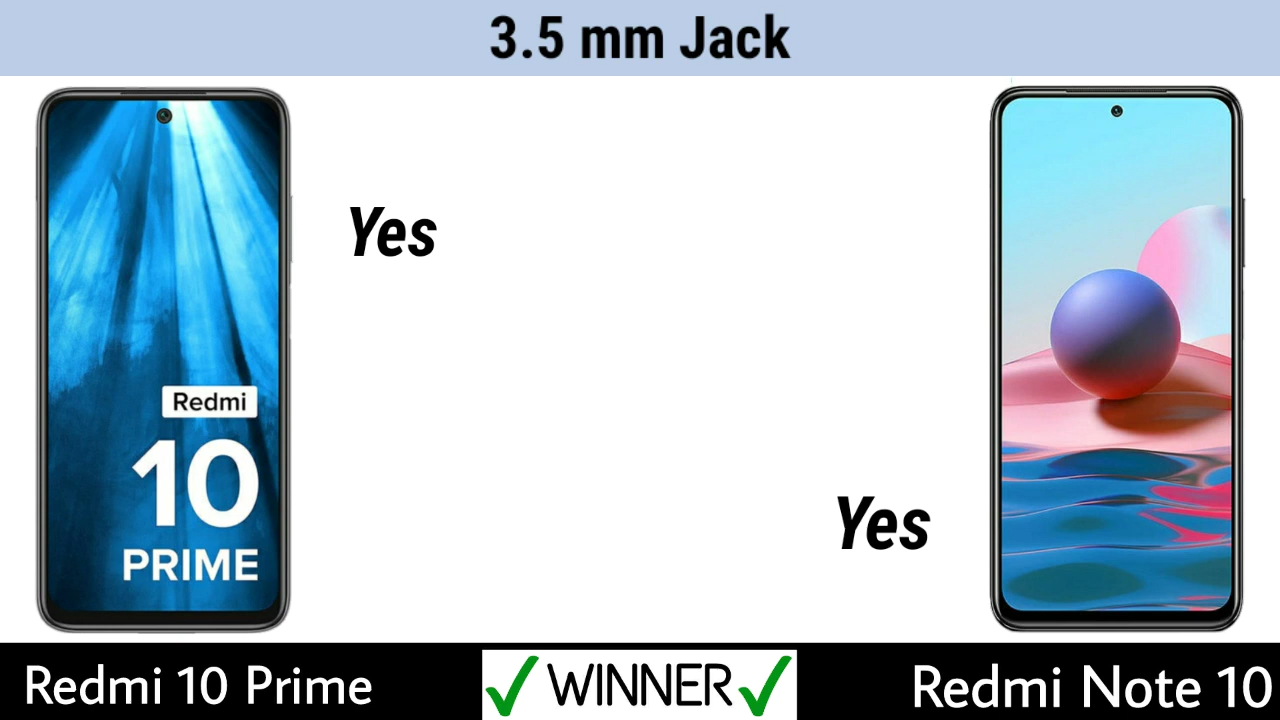 3.5 mm Jack
Yes
Redmi
10
PRIME
Yes
Redmi 10 Prime
WINNER
Redmi Note 10